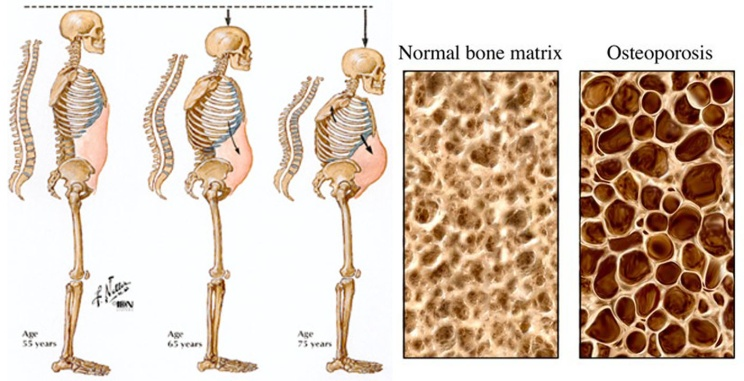 Normal bone matrix
Osteoporosis
Age
55 years
Age
65 years
Age
75 years